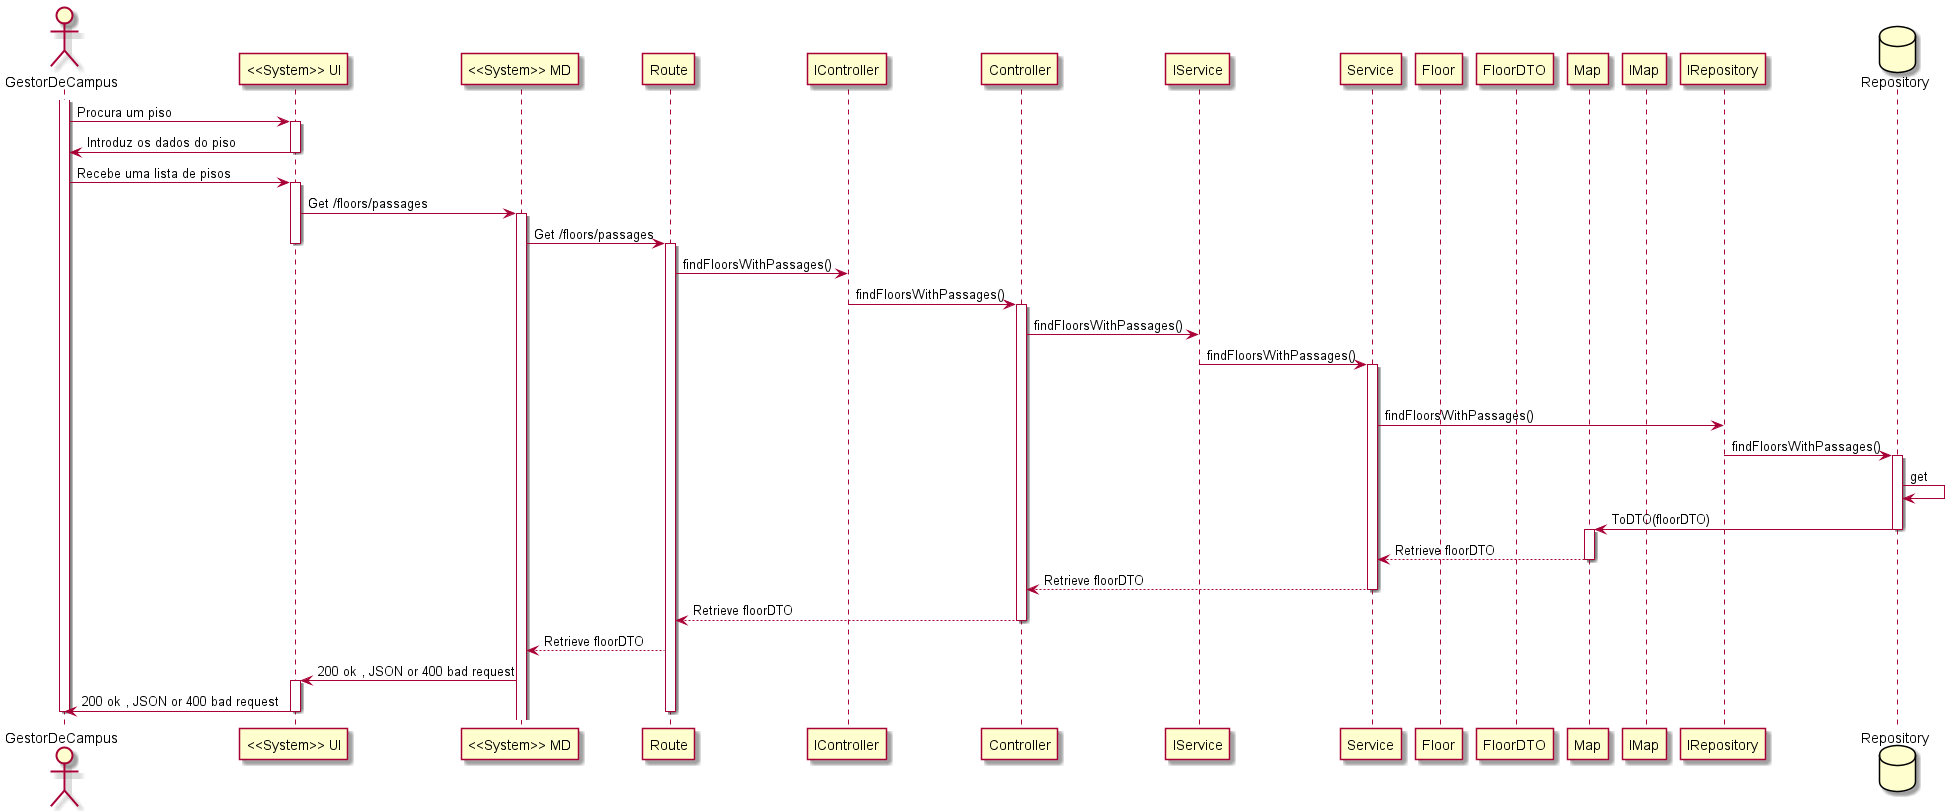 GestorDeCampus
<<System>> UI
<<System>> MD
Route
IController
Controller
IService
Service
Floor
FloorDTO
Map
IMap
IRepository
Repository
Procura um piso
Introduz os dados do piso
Recebe uma lista de pisos
Get /floors/passages
Get /floors/passages
findFloorsWithPassages()
findFloorsWithPassages()
findFloorsWithPassages()
findFloorsWithPassages()
findFloorsWithPassages()
findFloorsWithPassages()
get
ToDTO(floorDTO)
Retrieve floorDTO
Retrieve floorDTO
Retrieve floorDTO
Retrieve floorDTO
200 ok , JSON or 400 bad request
200 ok , JSON or 400 bad request
GestorDeCampus
<<System>> UI
<<System>> MD
Route
IController
Controller
IService
Service
Floor
FloorDTO
Map
IMap
IRepository
Repository